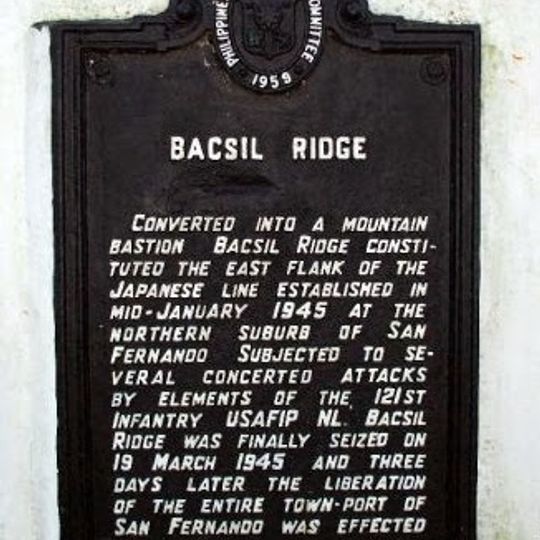 PHILIPPINE COMMITTEE
1959
BACSIL RIDGE
CONVERTED INTO A MOUNTAIN
BASTION BACSIL RIDGE CONSTI-
TUTED THE EAST FLANK OF THE
JAPANESE LINE ESTABLISHED IN
MID-JANUARY 1945 AT THE
NORTHERN SUBURB OF SAN
FERNANDO SUBJECTED TO SE-
VERAL CONCERTED ATTACKS
BY ELEMENTS OF THE 121ST
INFANTRY USAFIP NL. BACSIL
RIDGE WAS FINALLY SEIZED ON
19 MARCH 1945 AND THREE
DAYS LATER THE LIBERATION
OF THE ENTIRE TOWN-PORT OF
SAN FERNANDO WAS EFFECTED